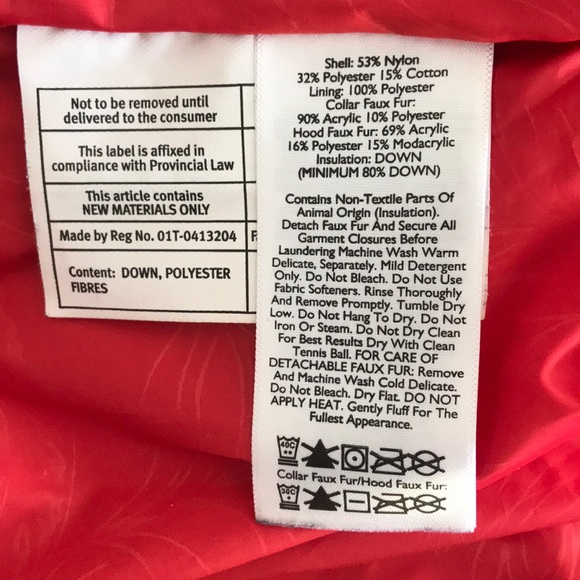 Not to be removed until
delivered to the consumer
This label is affixed in
compliance with Provincial Law
This article contains
NEW MATERIALS ONLY
Made by Reg No. 01T-0413204
Content: DOWN, POLYESTER
FIBRES
Shell: 53% Nylon
32% Polyester 15% Cotton
Lining: 100% Polyester
Collar Faux Fur:
90% Acrylic 10% Polyester
Hood Faux Fur: 69% Acrylic
16% Polyester 15% Modacrylic
Insulation: DOWN
(MINIMUM 80% DOWN)
Contains Non-Textile Parts Of
Animal Origin (Insulation).
Detach Faux Fur And Secure All
Garment Closures Before
Laundering Machine Wash Warm
Delicate, Separately. Mild Detergent
Only. Do Not Bleach. Do Not Use
Fabric Softeners. Rinse Thoroughly
And Remove Promptly. Tumble Dry
Low. Do Not Hang To Dry. Do Not
Iron Or Steam. Do Not Dry Clean
For Best Results Dry With Clean
Tennis Ball. FOR CARE OF
DETACHABLE FAUX FUR: Remove
And Machine Wash Cold Delicate.
Do Not Bleach. Dry Flat. DO NOT
APPLY HEAT. Gently Fluff For The
Fullest Appearance.
40C
Collar Faux Fur/Hood Faux Fur:
30C